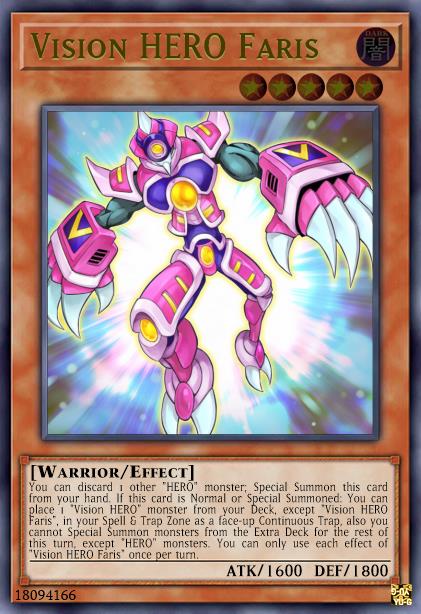 VISION HERO FARIS
DARK
闇
[WARRIOR/EFFECT]
You can discard 1 other "HERO" monster; Special Summon this card
from your hand. If this card is Normal or Special Summoned: You can
place 1 "Vision HERO" monster from your Deck, except "Vision HERO
Faris", in your Spell & Trap Zone as a face-up Continuous Trap, also you
cannot Special Summon monsters from the Extra Deck for the rest of
this turn, except "HERO" monsters. You can only use each effect of
"Vision HERO Faris" once per turn.
ATK/1600 DEF/1800
18094166